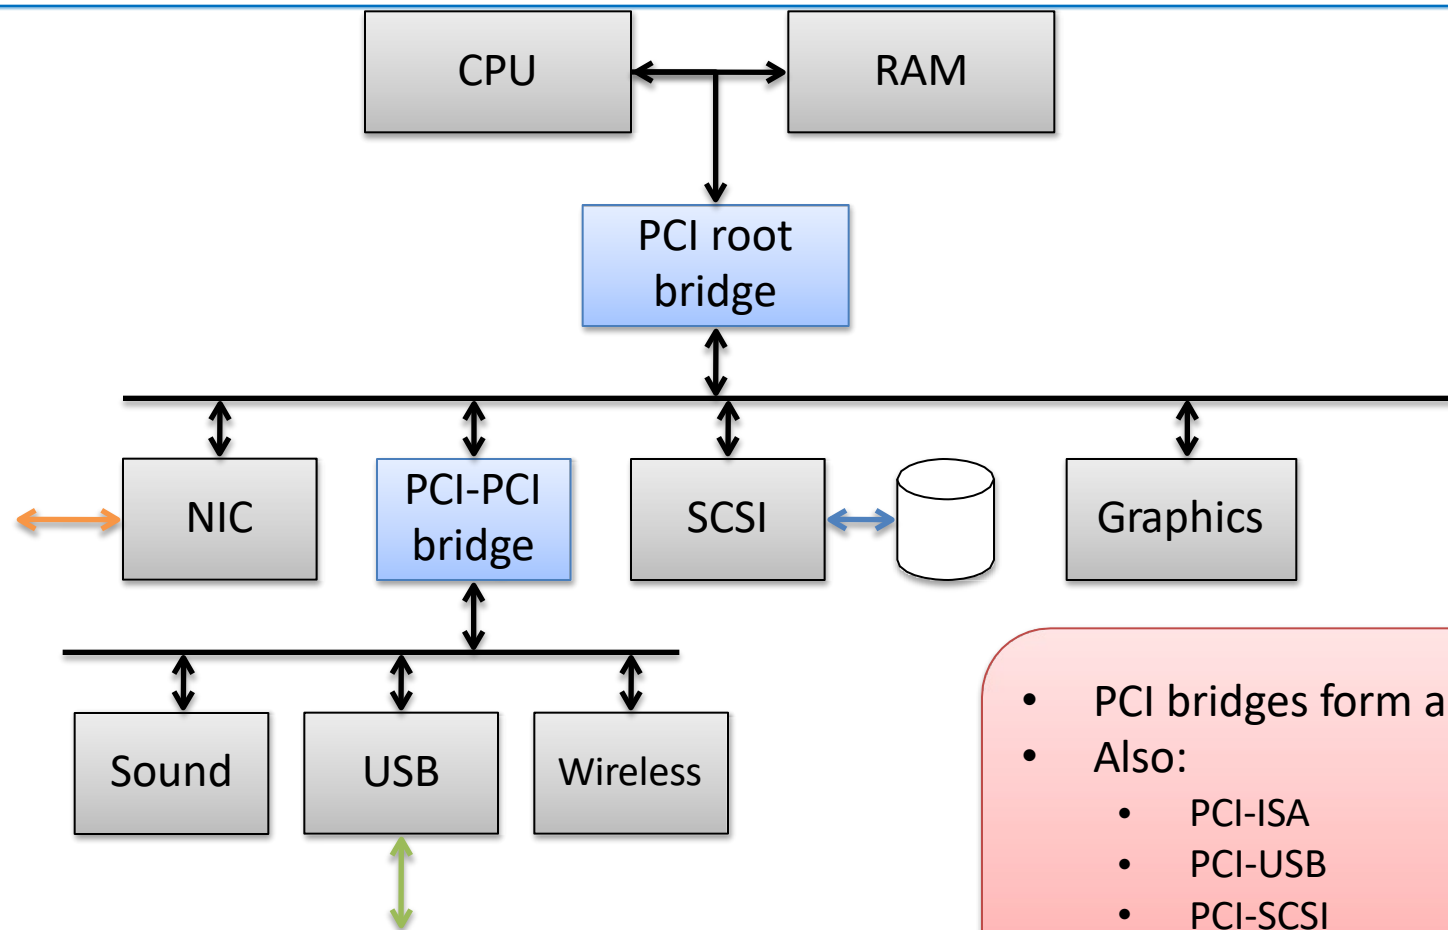 CPU
RAM
PCI root
bridge
NIC
PCI-PCI
bridge
SCSI
Graphics
Sound
USB
Wireless
• PCI bridges form a
• Also:
• PCI-ISA
• PCI-USB
• PCI-SCSI